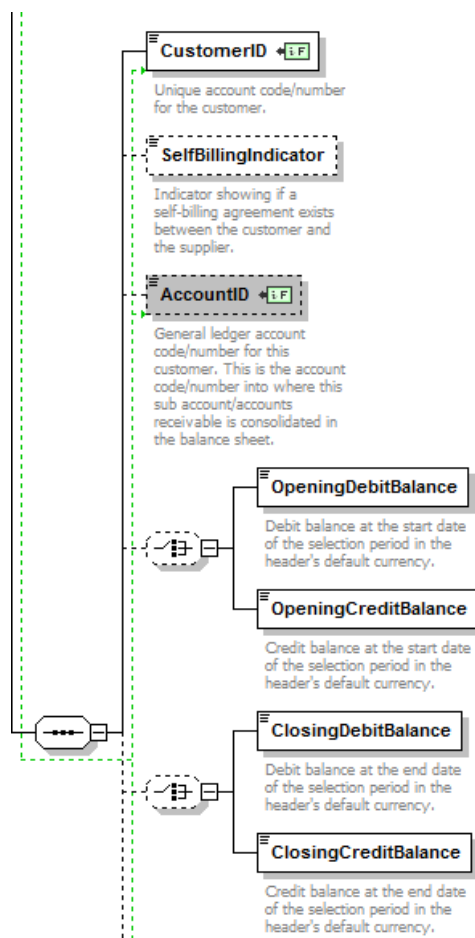 CustomerID iF
Unique account code/number
for the customer.
SelfBillingIndicator
Indicator showing if a
self-billing agreement exists
between the customer and
the supplier.
AccountID iF
General ledger account
code/number for this
customer. This is the account
code/number into where this
sub account/accounts
receivable is consolidated in
the balance sheet.
OpeningDebitBalance
Debit balance at the start date
of the selection period in the
header's default currency.
OpeningCreditBalance
Credit balance at the start date
of the selection period in the
header's default currency.
ClosingDebitBalance
Debit balance at the end date
of the selection period in the
header's default currency.
ClosingCreditBalance
Credit balance at the end date
of the selection period in the
header's default currency.